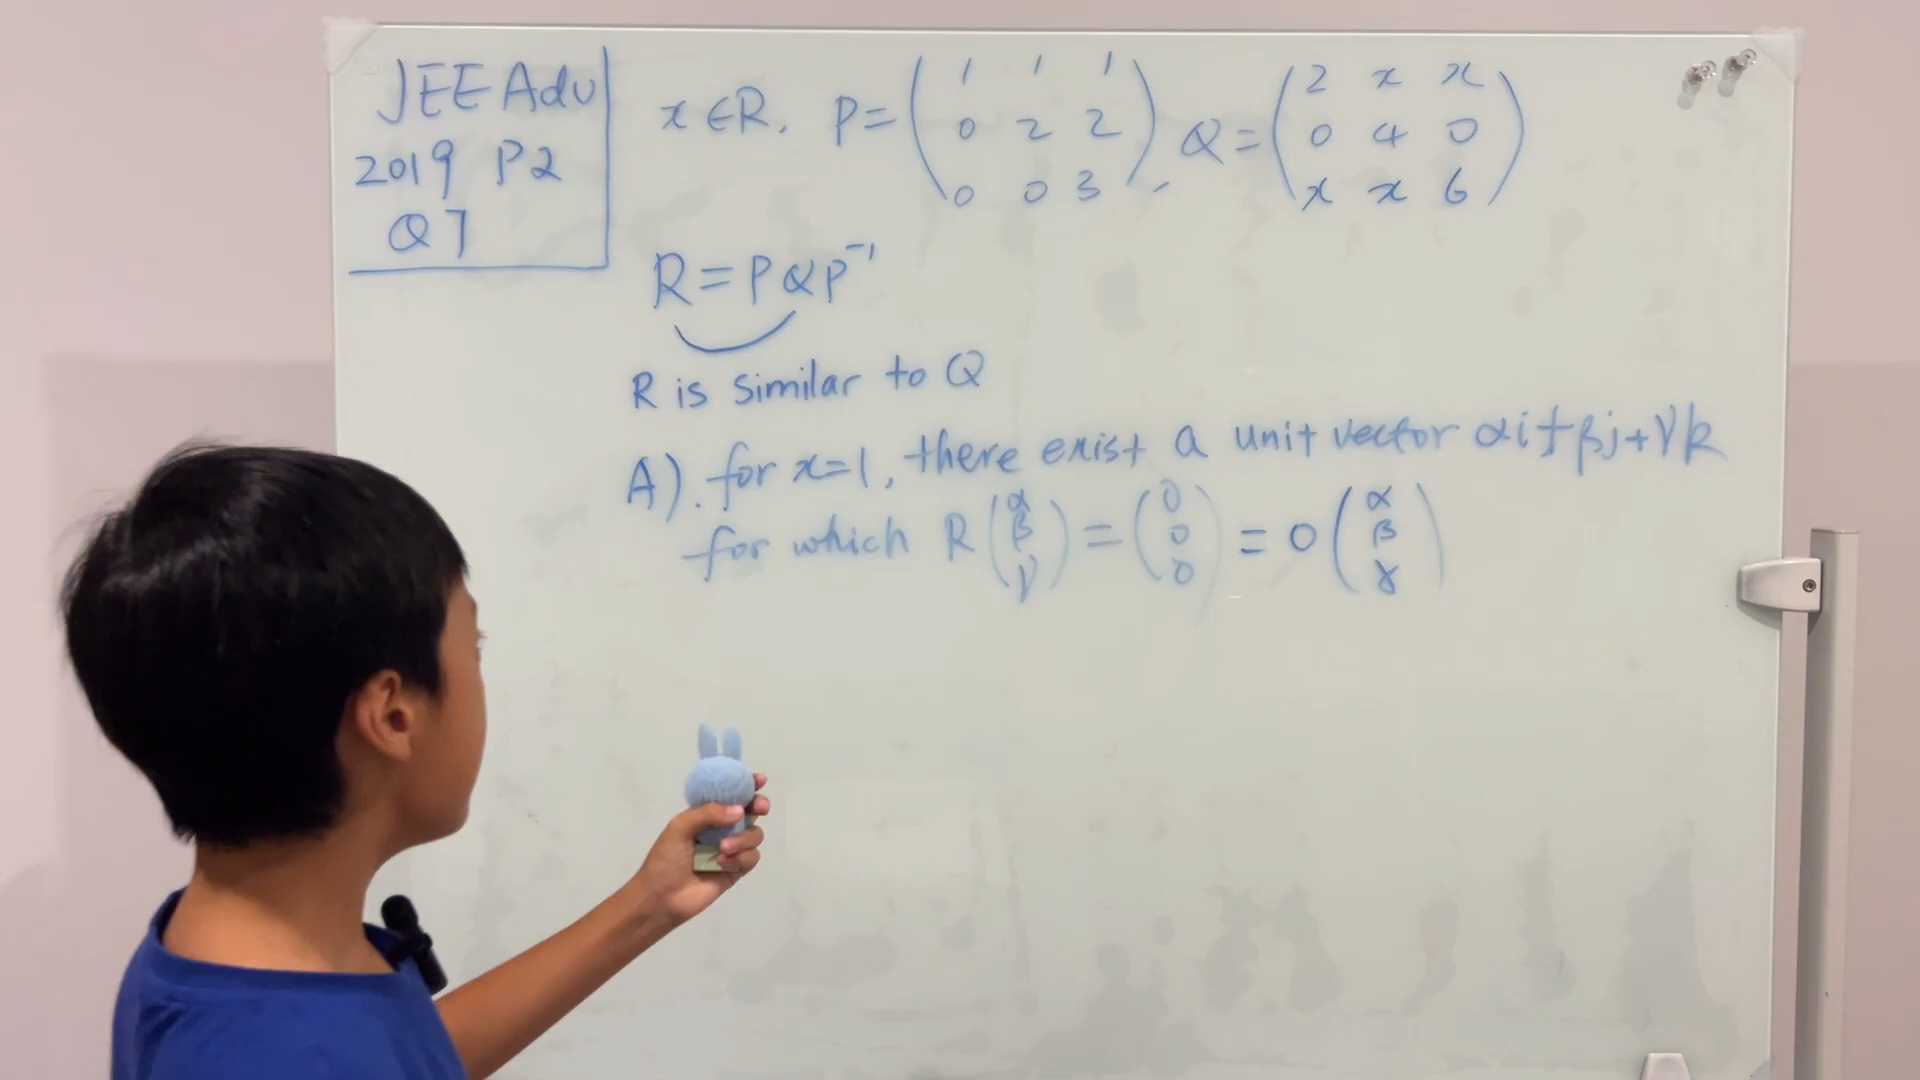 JEE Adv
2019 P2
Q7
x ∈ R, P = (1 1 1; 0 2 2; 0 0 3), Q = (2 x x; 0 4 0; x x 6)
R = PQP⁻¹
R is similar to Q
A). for x=1, there exist a unit vector αi+βj+γk
for which R (α β γ) = (0 0 0) = 0 (α β γ)